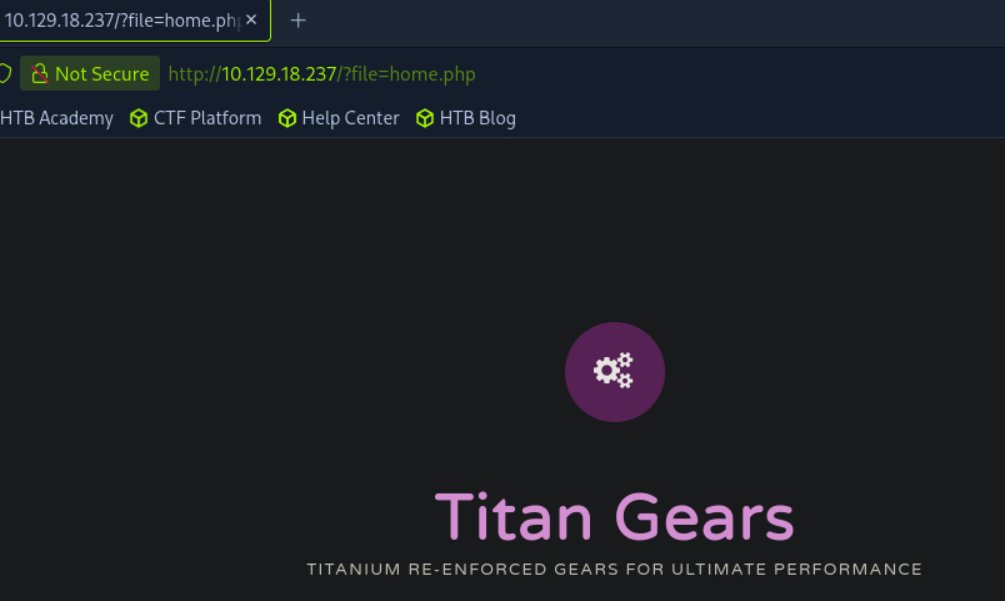 10.129.18.237/?file=home.ph
Not Secure http://10.129.18.237/?file=home.php
HTB Academy CTF Platform Help Center HTB Blog
Titan Gears
TITANIUM RE-ENFORCED GEARS FOR ULTIMATE PERFORMANCE